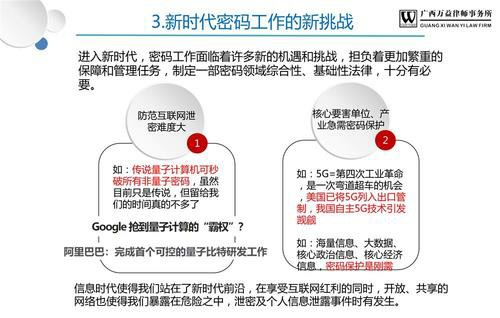 3.新时代密码工作的新挑战
广西万益律师事务所
GUANGXI WAN YI LAW FIRM
进入新时代，密码工作面临着许多新的机遇和挑战，担负着更加繁重的
保障和管理任务，制定一部密码领域综合性、基础性法律，十分有必
要。
防范互联网泄
密难度大
1
如：传说量子计算机可秒
破所有非量子密码，虽然
目前只是传说，但留给我
们的时间真的不多了
Google 抢到量子计算的“霸权”？
阿里巴巴：完成首个可控的量子比特研发工作
核心要害单位、产
业急需密码保护
2
如：5G=第四次工业革命
，是一次弯道超车的机会
，美国已将5G列入出口管
制，我国自主5G技术引发
觊觎
如：海量信息、大数据、
核心政治信息、核心经济
信息，密码保护是刚需
信息时代使得我们站在了新时代前沿，在享受互联网红利的同时，开放、共享的
网络也使得我们暴露在危险之中，泄密及个人信息泄露事件时有发生。